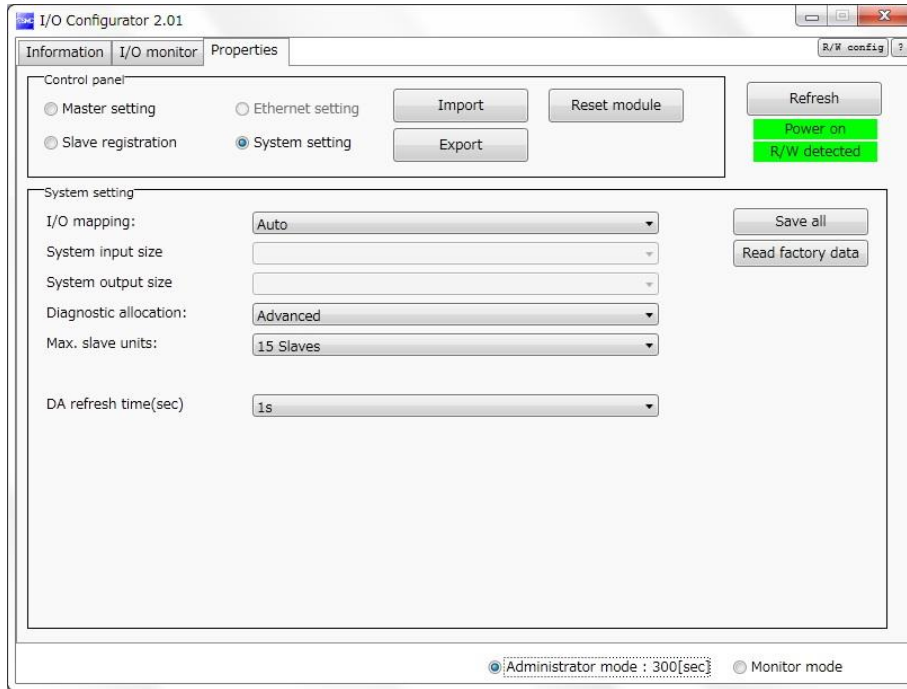 SMC I/O Configurator 2.01
Information I/O monitor Properties R/W config ?
Control panel
Master setting Ethernet setting Import Reset module Refresh
Slave registration System setting Export Power on
R/W detected
System setting
I/O mapping: Auto Save all
System input size Read factory data
System output size
Diagnostic allocation: Advanced
Max. slave units: 15 Slaves
DA refresh time(sec) 1s
Administrator mode : 300[sec] Monitor mode